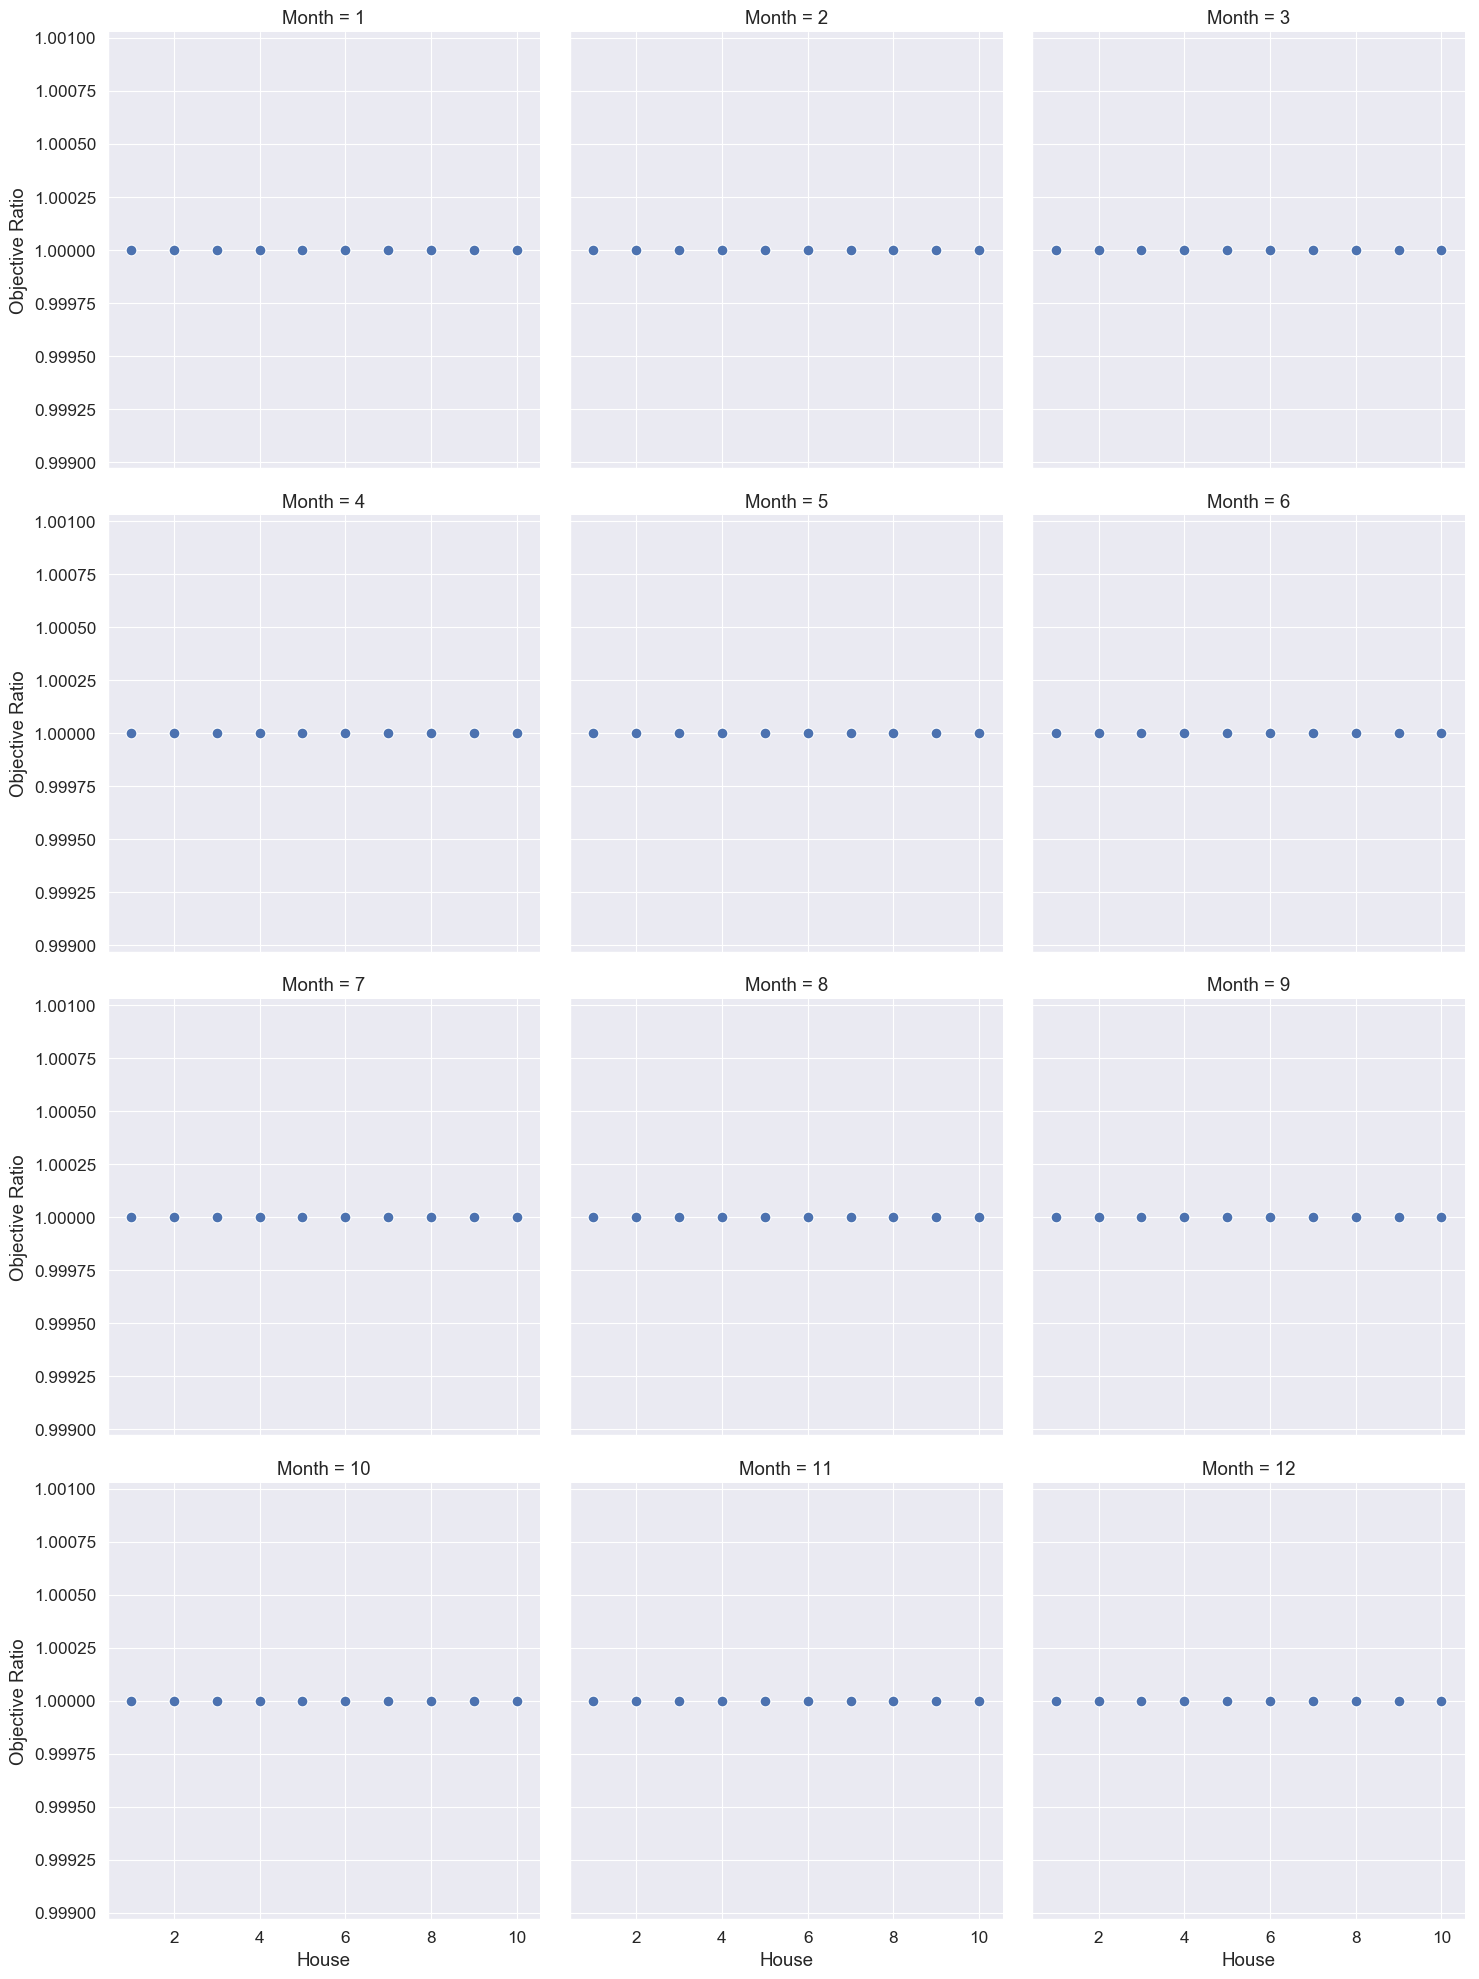 Month = 1
Month = 2
Month = 3
1.00100
1.00075
1.00050
1.00025
1.00000
0.99975
0.99950
0.99925
0.99900
Objective Ratio
Month = 4
Month = 5
Month = 6
1.00100
1.00075
1.00050
1.00025
1.00000
0.99975
0.99950
0.99925
0.99900
Objective Ratio
Month = 7
Month = 8
Month = 9
1.00100
1.00075
1.00050
1.00025
1.00000
0.99975
0.99950
0.99925
0.99900
Objective Ratio
Month = 10
Month = 11
Month = 12
1.00100
1.00075
1.00050
1.00025
1.00000
0.99975
0.99950
0.99925
0.99900
Objective Ratio
2 4 6 8 10
2 4 6 8 10
2 4 6 8 10
House
House
House